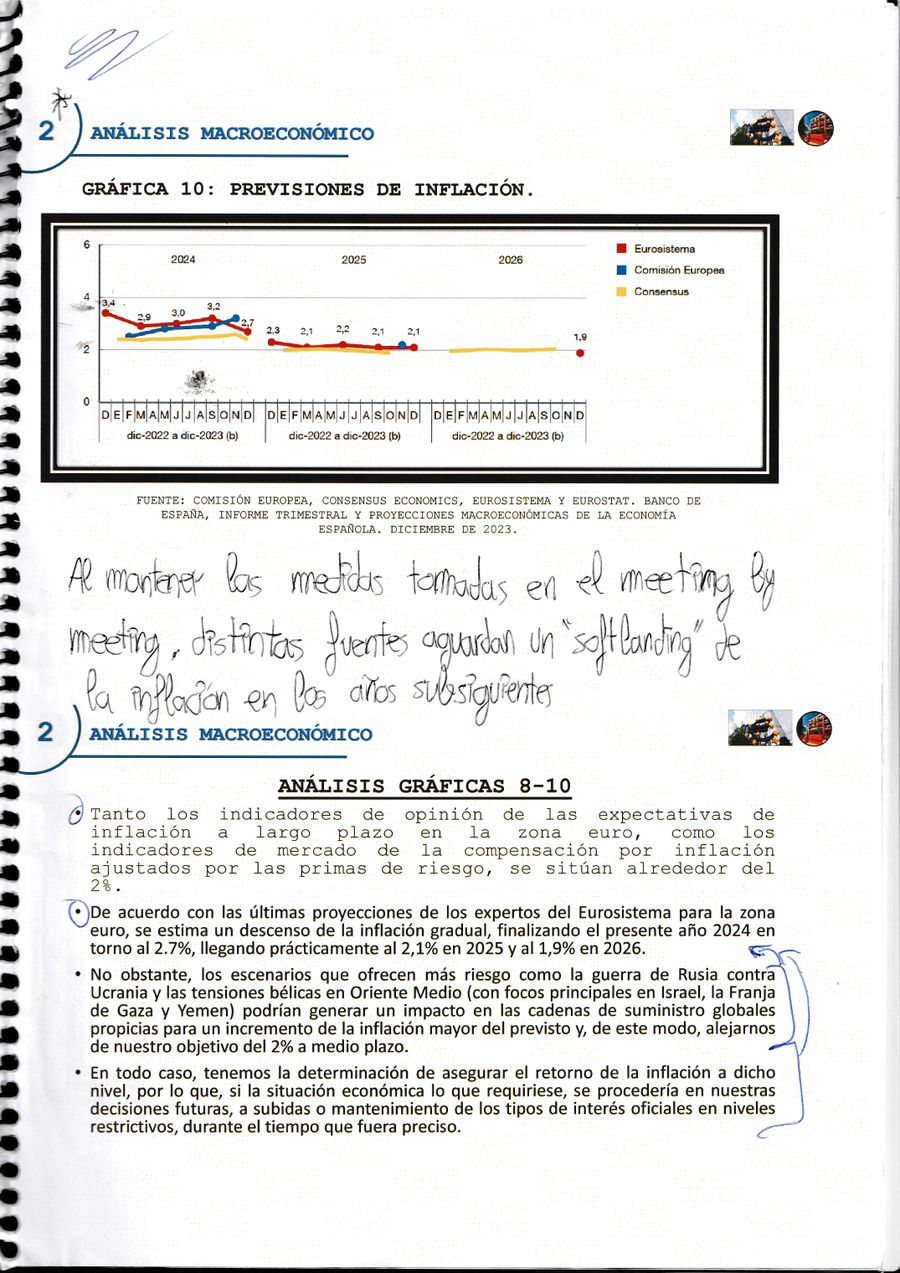 2
ANÁLISIS MACROECONÓMICO
GRÁFICA 10: PREVISIONES DE INFLACIÓN.
6
4
2
0
2024
2025
2026
Eurosistema
Comisión Europea
Consensus
3,4
2,9
3,0
3,2
2,7
2,3
2,1
2,2
2,1
2,1
1,9
D E F M A M J J A S O N D
D E F M A M J J A S O N D
D E F M A M J J A S O N D
dic-2022 a dic-2023 (b)
dic-2022 a dic-2023 (b)
dic-2022 a dic-2023 (b)
FUENTE: COMISIÓN EUROPEA, CONSENSUS ECONOMICS, EUROSISTEMA Y EUROSTAT. BANCO DE
ESPAÑA, INFORME TRIMESTRAL Y PROYECCIONES MACROECONÓMICAS DE LA ECONOMÍA
ESPAÑOLA. DICIEMBRE DE 2023.
Al mantener las medidas tomadas en el meeting by
meeting, distintas fuentes aguardan un "softlanding" de
la inflación en los años subsiguientes
2
ANÁLISIS MACROECONÓMICO
ANÁLISIS GRÁFICAS 8-10
• Tanto los indicadores de opinión de las expectativas de
inflación a largo plazo en la zona euro, como los
indicadores de mercado de la compensación por inflación
ajustados por las primas de riesgo, se sitúan alrededor del
2%.
• De acuerdo con las últimas proyecciones de los expertos del Eurosistema para la zona
euro, se estima un descenso de la inflación gradual, finalizando el presente año 2024 en
torno al 2.7%, llegando prácticamente al 2,1% en 2025 y al 1,9% en 2026.
• No obstante, los escenarios que ofrecen más riesgo como la guerra de Rusia contra
Ucrania y las tensiones bélicas en Oriente Medio (con focos principales en Israel, la Franja
de Gaza y Yemen) podrían generar un impacto en las cadenas de suministro globales
propicias para un incremento de la inflación mayor del previsto y, de este modo, alejarnos
de nuestro objetivo del 2% a medio plazo.
• En todo caso, tenemos la determinación de asegurar el retorno de la inflación a dicho
nivel, por lo que, si la situación económica lo que requiriese, se procedería en nuestras
decisiones futuras, a subidas o mantenimiento de los tipos de interés oficiales en niveles
restrictivos, durante el tiempo que fuera preciso.